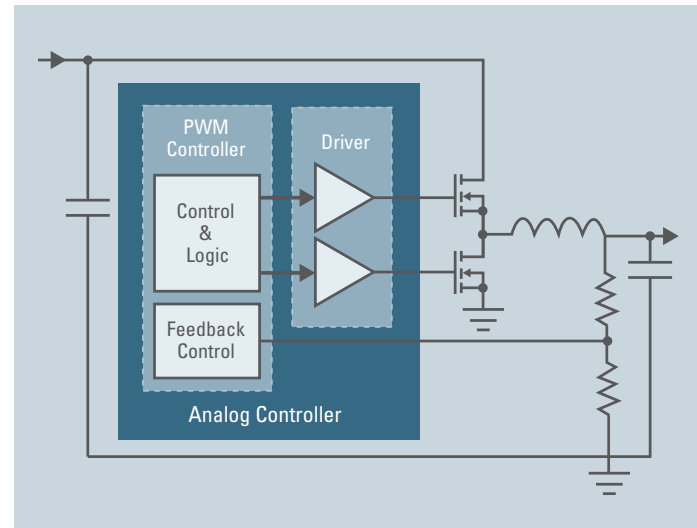 PWM
Controller
Driver
Control
&
Logic
Feedback
Control
Analog Controller